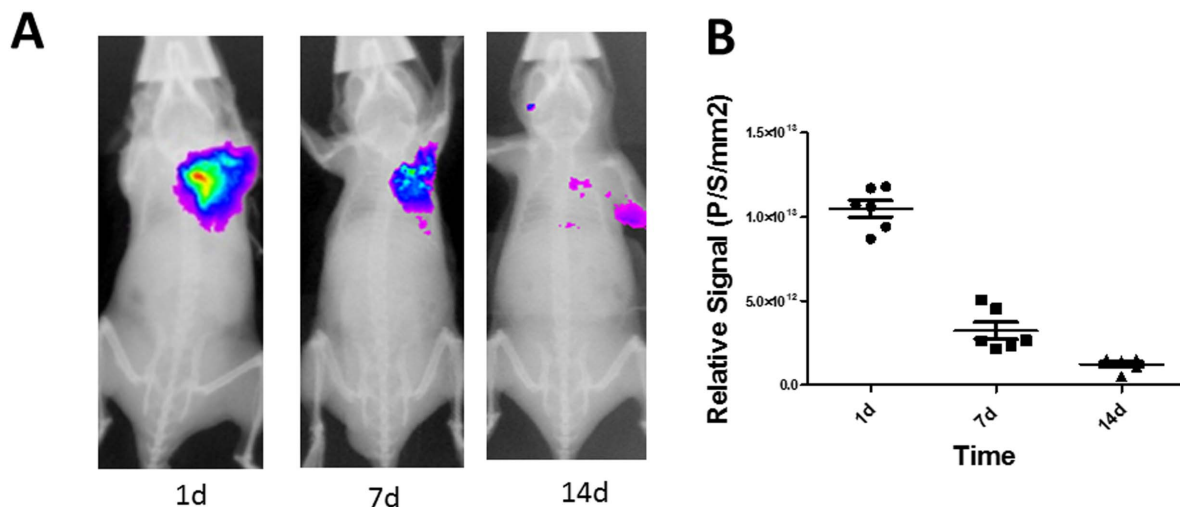 A
1d
7d
14d
B
Relative Signal (P/S/mm2)
1.5×10¹³
1.0×10¹³
5.0×10¹²
0.0
1d
7d
14d
Time